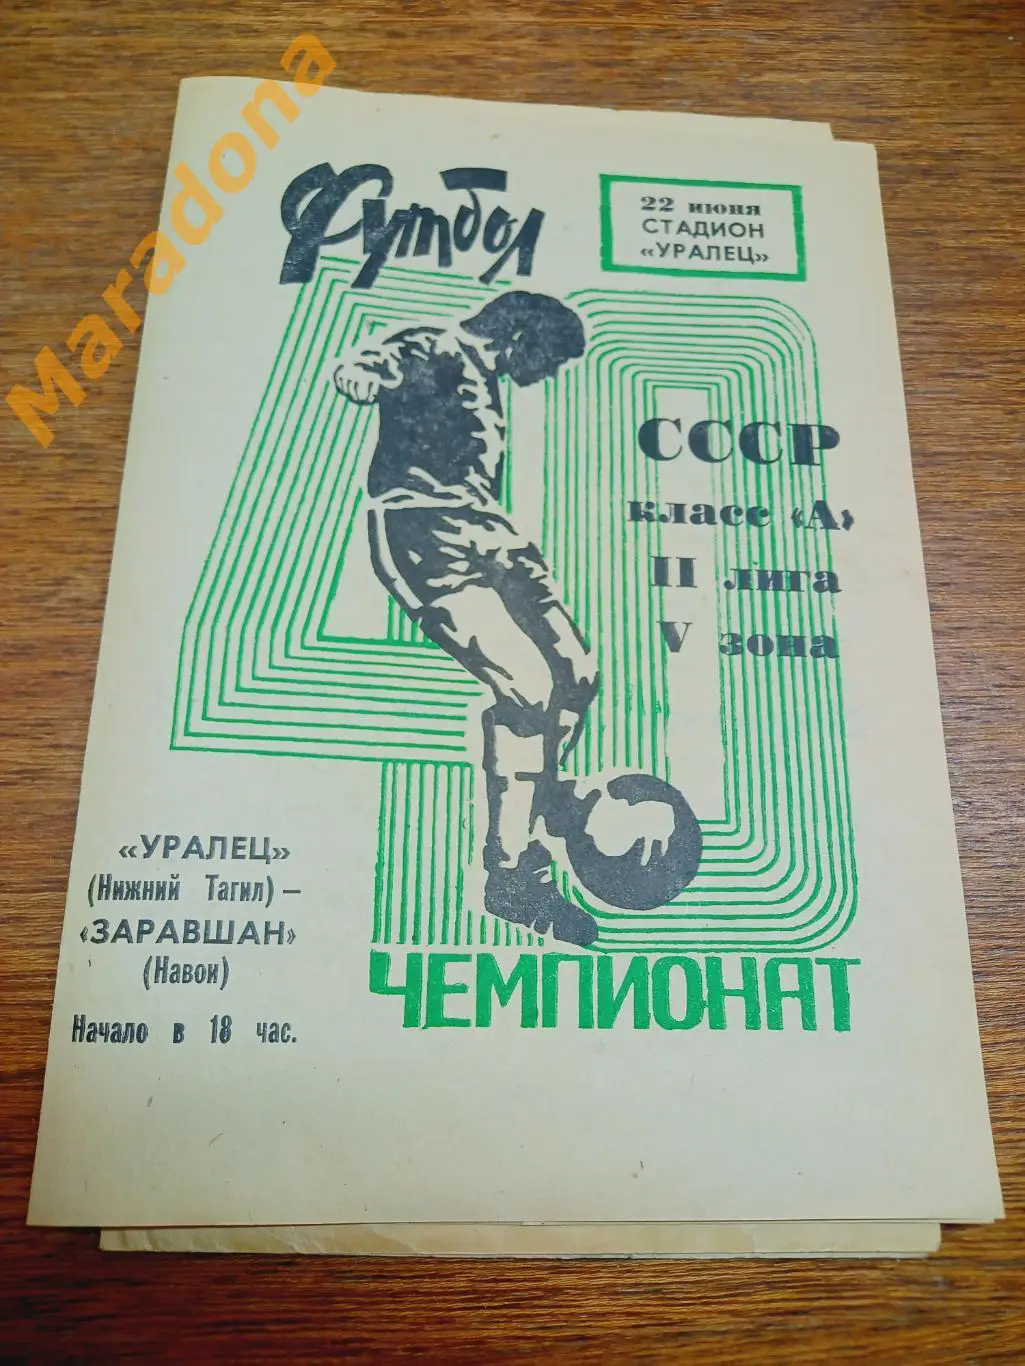 Maradona
Футбол
22 июня
СТАДИОН
«УРАЛЕЦ»
40
СССР
класс «А»
II лига
V зона
«УРАЛЕЦ»
(Нижний Тагил) —
«ЗАРАВШАН»
(Навои)
Начало в 18 час.
ЧЕМПИОНАТ